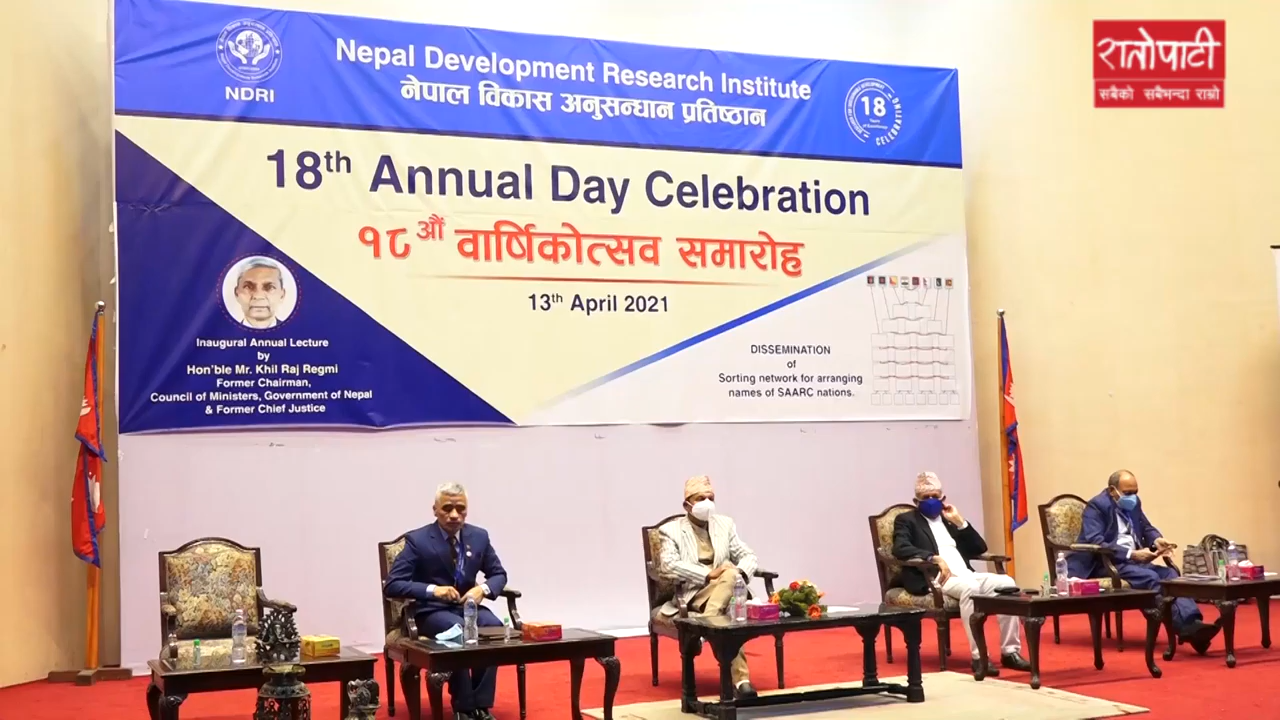 Nepal Development Research Institute
नेपाल विकास अनुसन्धान प्रतिष्ठान
NDRI
18
CELEBRATION
18th Annual Day Celebration
१८औं वार्षिकोत्सव समारोह
13th April 2021
Inaugural Annual Lecture
by
Hon'ble Mr. Khil Raj Regmi
Former Chairman,
Council of Ministers, Government of Nepal
& Former Chief Justice
DISSEMINATION
of
Sorting network for arranging
names of SAARC nations.
रातोपाटी
सबैको सबैभन्दा राम्रो